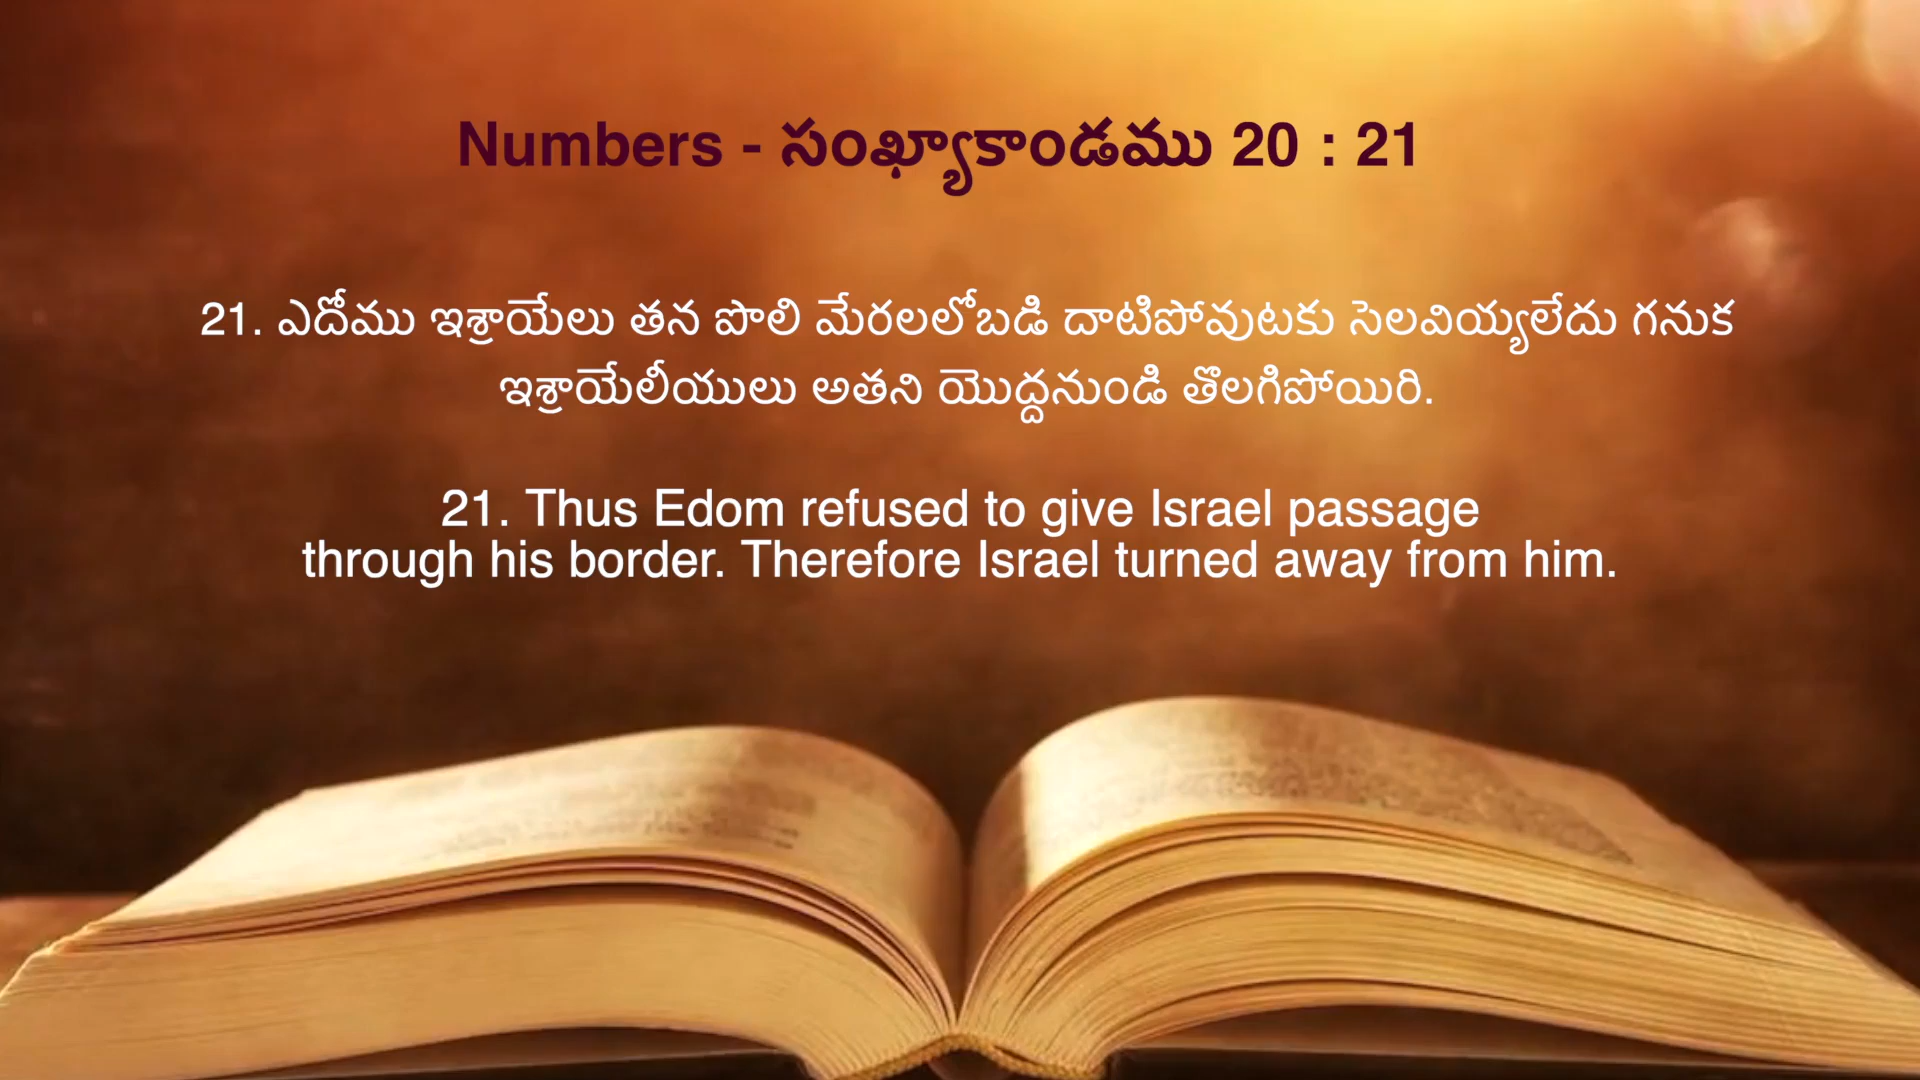 Numbers - సంఖ్యాకాండము 20 : 21
21. ఎదోము ఇశ్రాయేలు తన పొలి మేరలలోబడి దాటిపోవుటకు సెలవియ్యలేదు గనుక
ఇశ్రాయేలీయులు అతని యొద్దనుండి తొలగిపోయిరి.
21. Thus Edom refused to give Israel passage
through his border. Therefore Israel turned away from him.